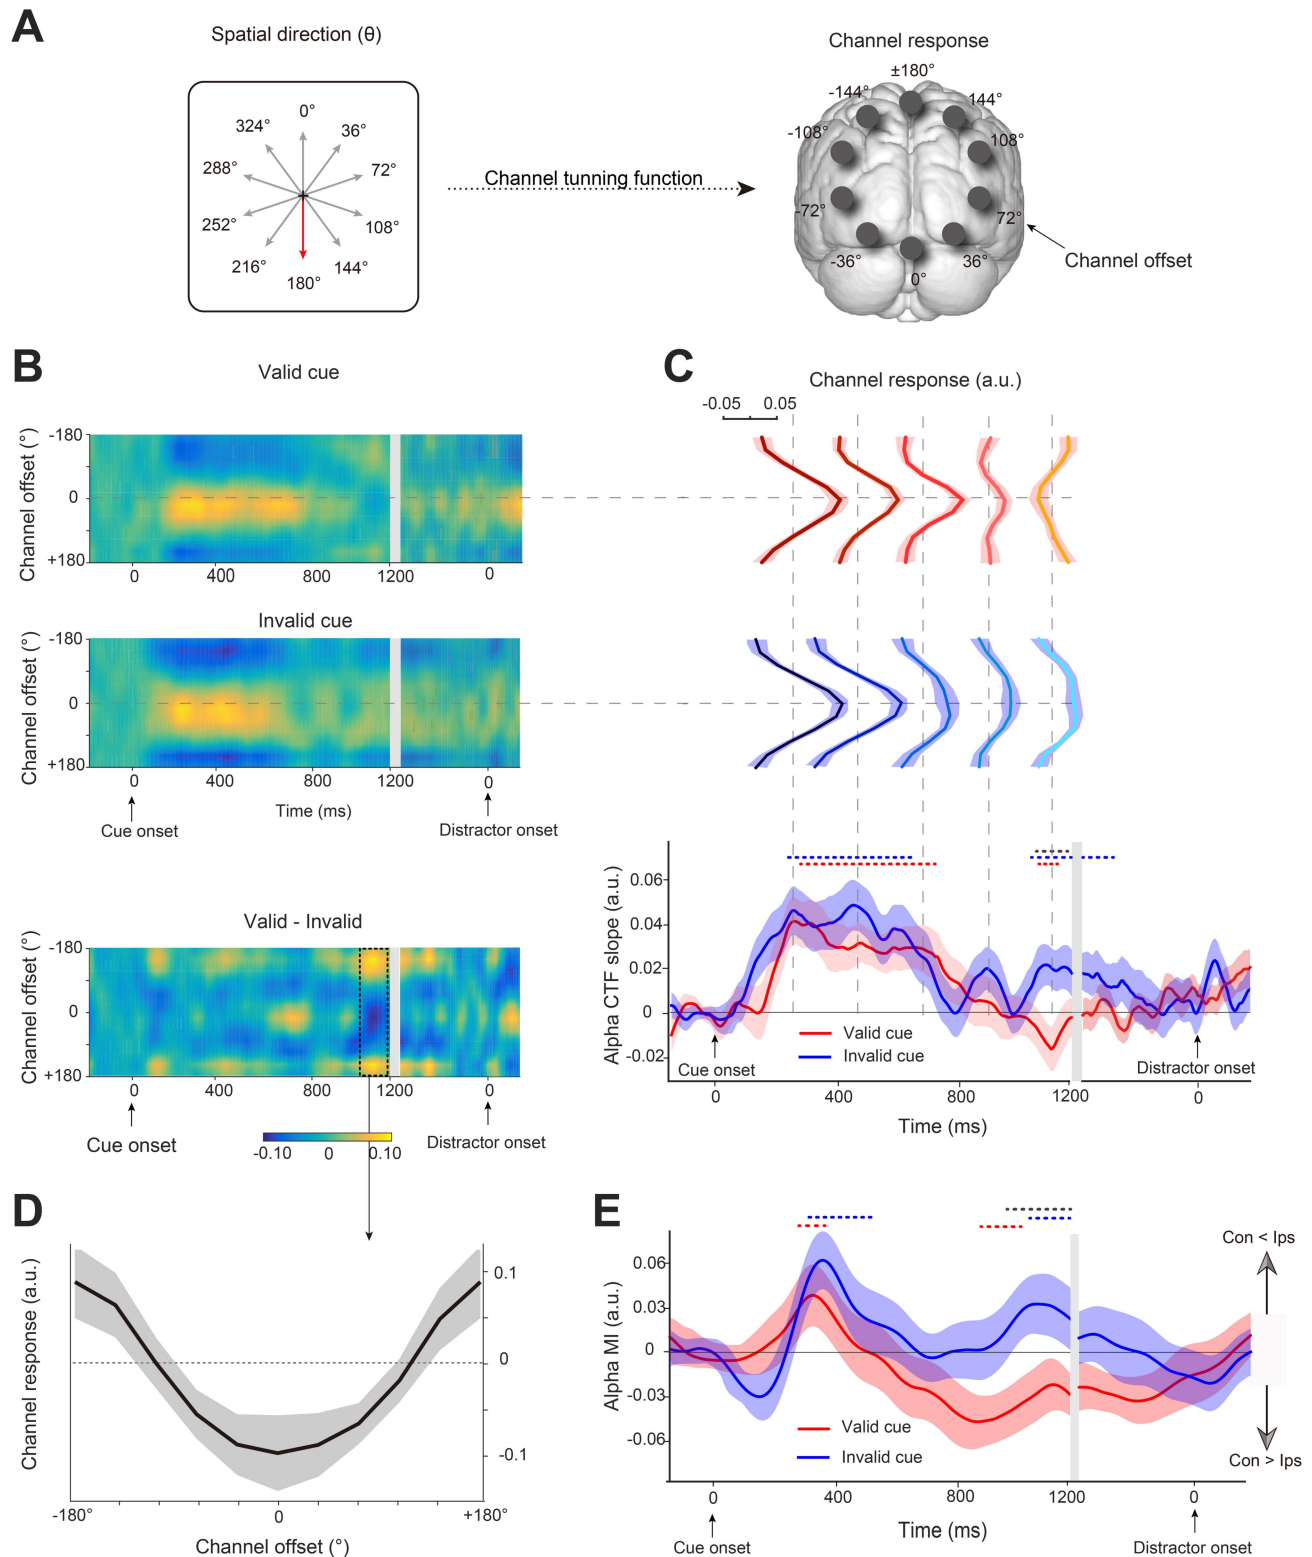 A
Spatial direction (θ)
0°
36°
72°
108°
144°
180°
216°
252°
288°
324°
Channel tunning function
Channel response
±180°
-144°
144°
-108°
108°
-72°
72°
-36°
36°
0°
Channel offset
B
Valid cue
Channel offset (°)
-180
0
+180
0 400 800 1200 0
Invalid cue
Channel offset (°)
-180
0
+180
0 400 800 1200 0
Time (ms)
Cue onset
Distractor onset
Valid - Invalid
Channel offset (°)
-180
0
+180
0 400 800 1200 0
Cue onset
Distractor onset
-0.10 0 0.10
C
Channel response (a.u.)
-0.05 0.05
Alpha CTF slope (a.u.)
0.06
0.04
0.02
0
-0.02
Valid cue
Invalid cue
Cue onset
Distractor onset
0 400 800 1200 0
Time (ms)
D
Channel response (a.u.)
0.1
0
-0.1
-180° 0 +180°
Channel offset (°)
E
Alpha MI (a.u.)
0.06
0.03
0
-0.03
-0.06
Con < Ips
Con > Ips
Valid cue
Invalid cue
0 400 800 1200 0
Time (ms)
Cue onset
Distractor onset